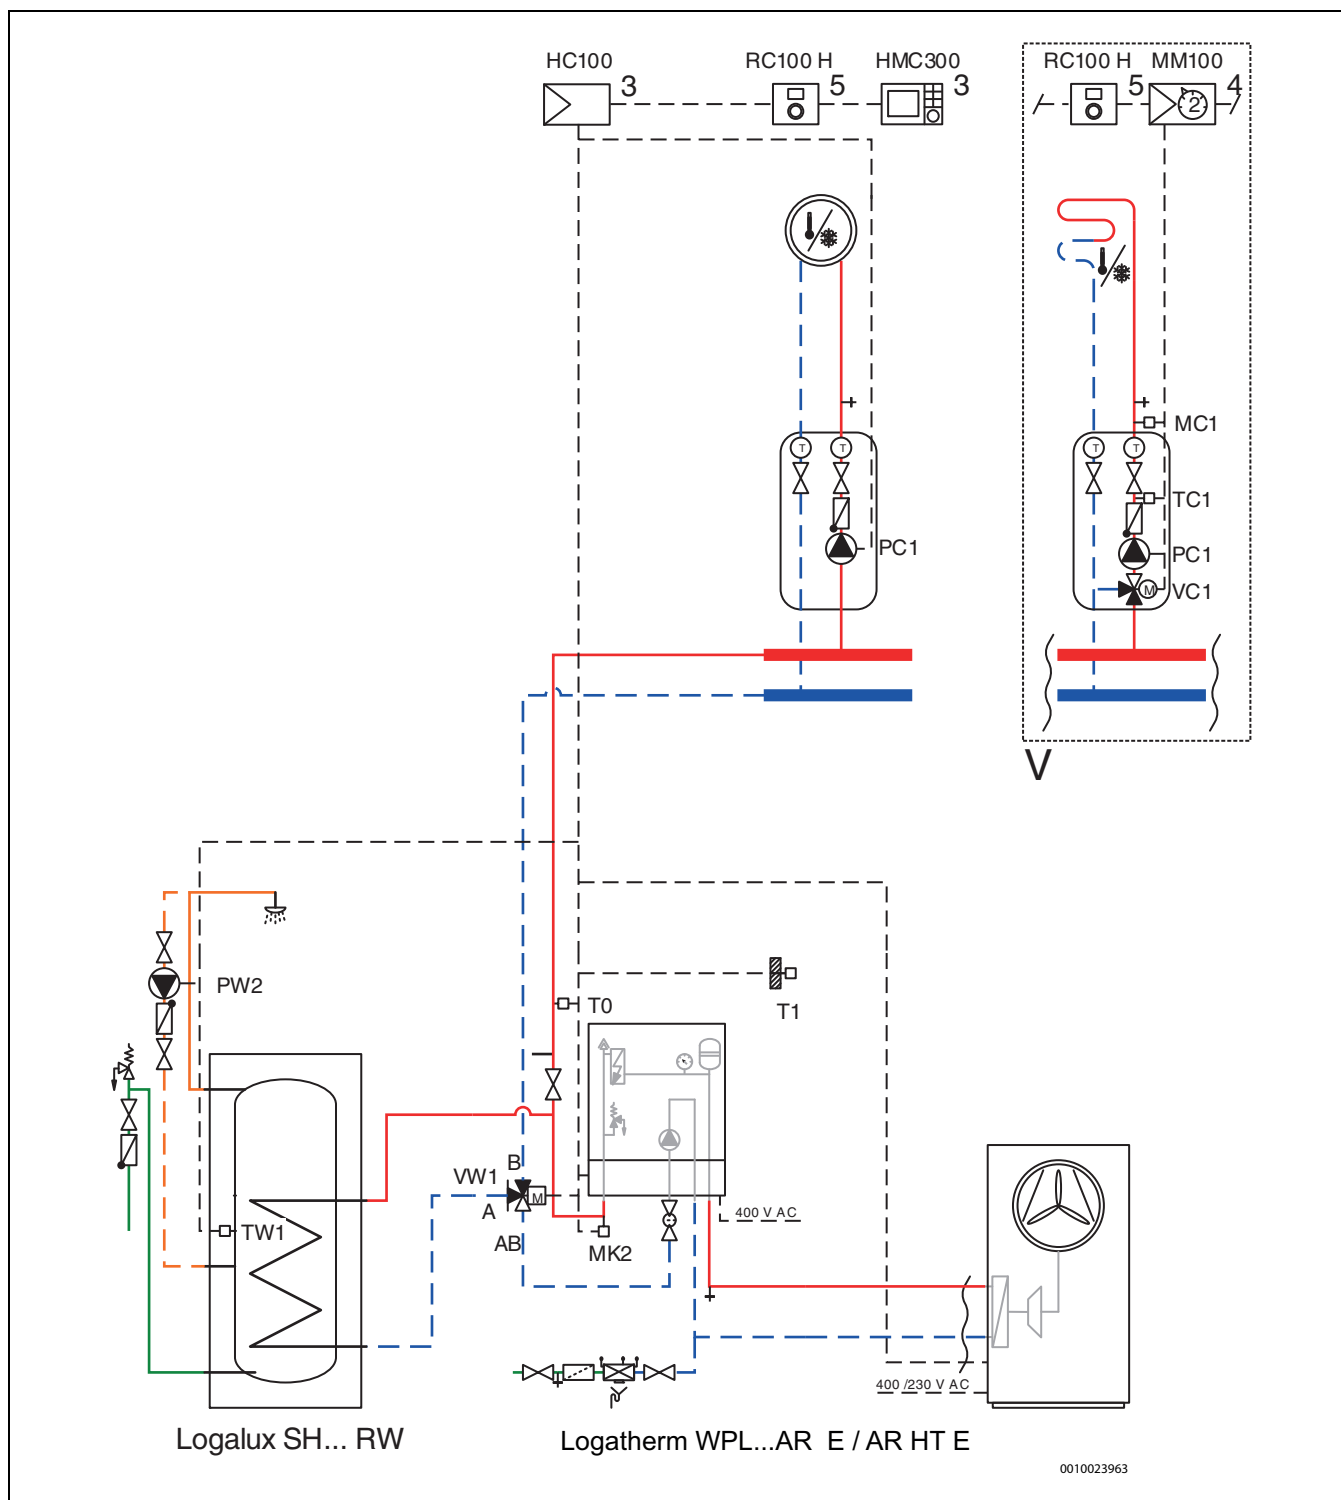 HC100
3
RC100 H
5
HMC300
3
RC100 H
5
MM100
4
2
T
T
PC1
T
T
MC1
TC1
PC1
M
VC1
V
PW2
T0
T1
B
VW1
M
A
AB
TW1
MK2
400 V AC
400 /230 V AC
Logalux SH... RW
Logatherm WPL...AR E / AR HT E
0010023963